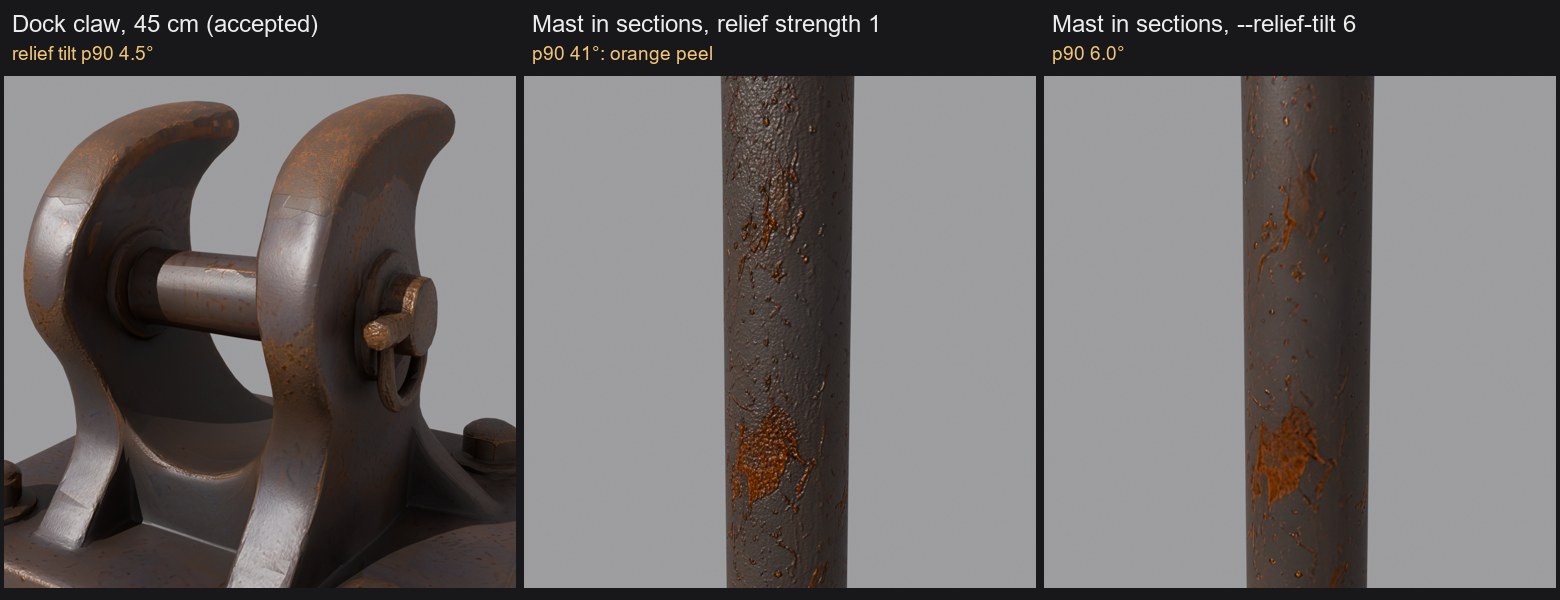 Dock claw, 45 cm (accepted)
relief tilt p90 4.5°
Mast in sections, relief strength 1
p90 41°: orange peel
Mast in sections, --relief-tilt 6
p90 6.0°